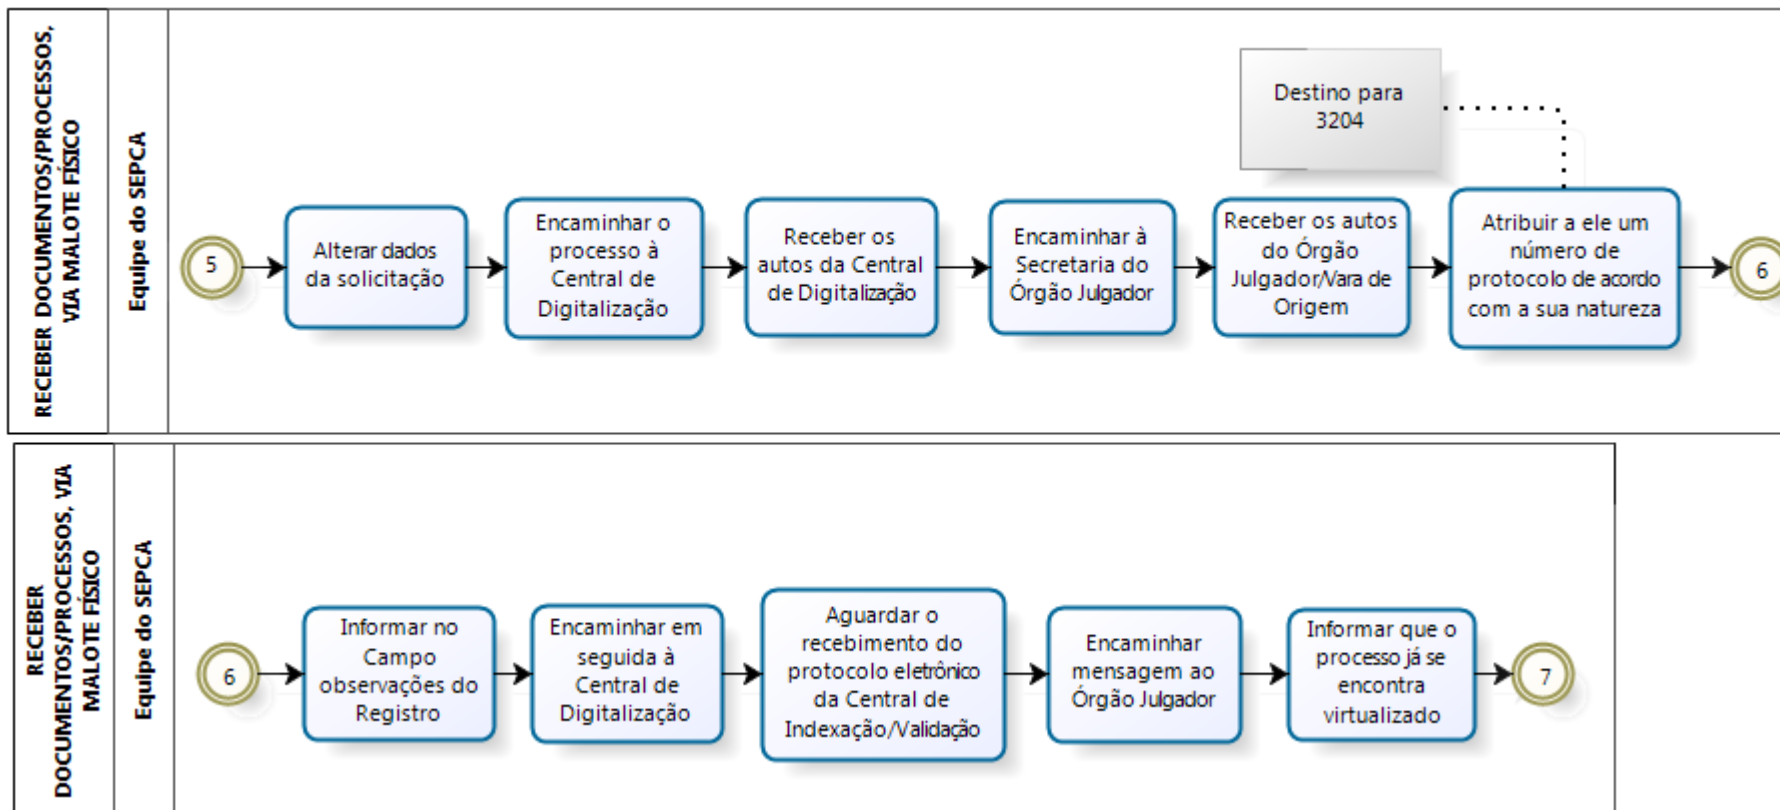 RECEBER DOCUMENTOS/PROCESSOS,
VIA MALOTE FÍSICO
Equipe do SEPCA
5
Alterar dados
da solicitação
Encaminhar o
processo à
Central de
Digitalização
Receber os
autos da Central
de Digitalização
Encaminhar à
Secretaria do
Órgão Julgador
Receber os autos
do Órgão
Julgador/Vara de
Origem
Destino para
3204
Atribuir a ele um
número de
protocolo de acordo
com a sua natureza
6
RECEBER
DOCUMENTOS/PROCESSOS, VIA
MALOTE FÍSICO
Equipe do SEPCA
6
Informar no
Campo
observações do
Registro
Encaminhar em
seguida à
Central de
Digitalização
Aguardar o
recebimento do
protocolo eletrônico
da Central de
Indexação/Validação
Encaminhar
mensagem ao
Órgão Julgador
Informar que o
processo já se
encontra
virtualizado
7